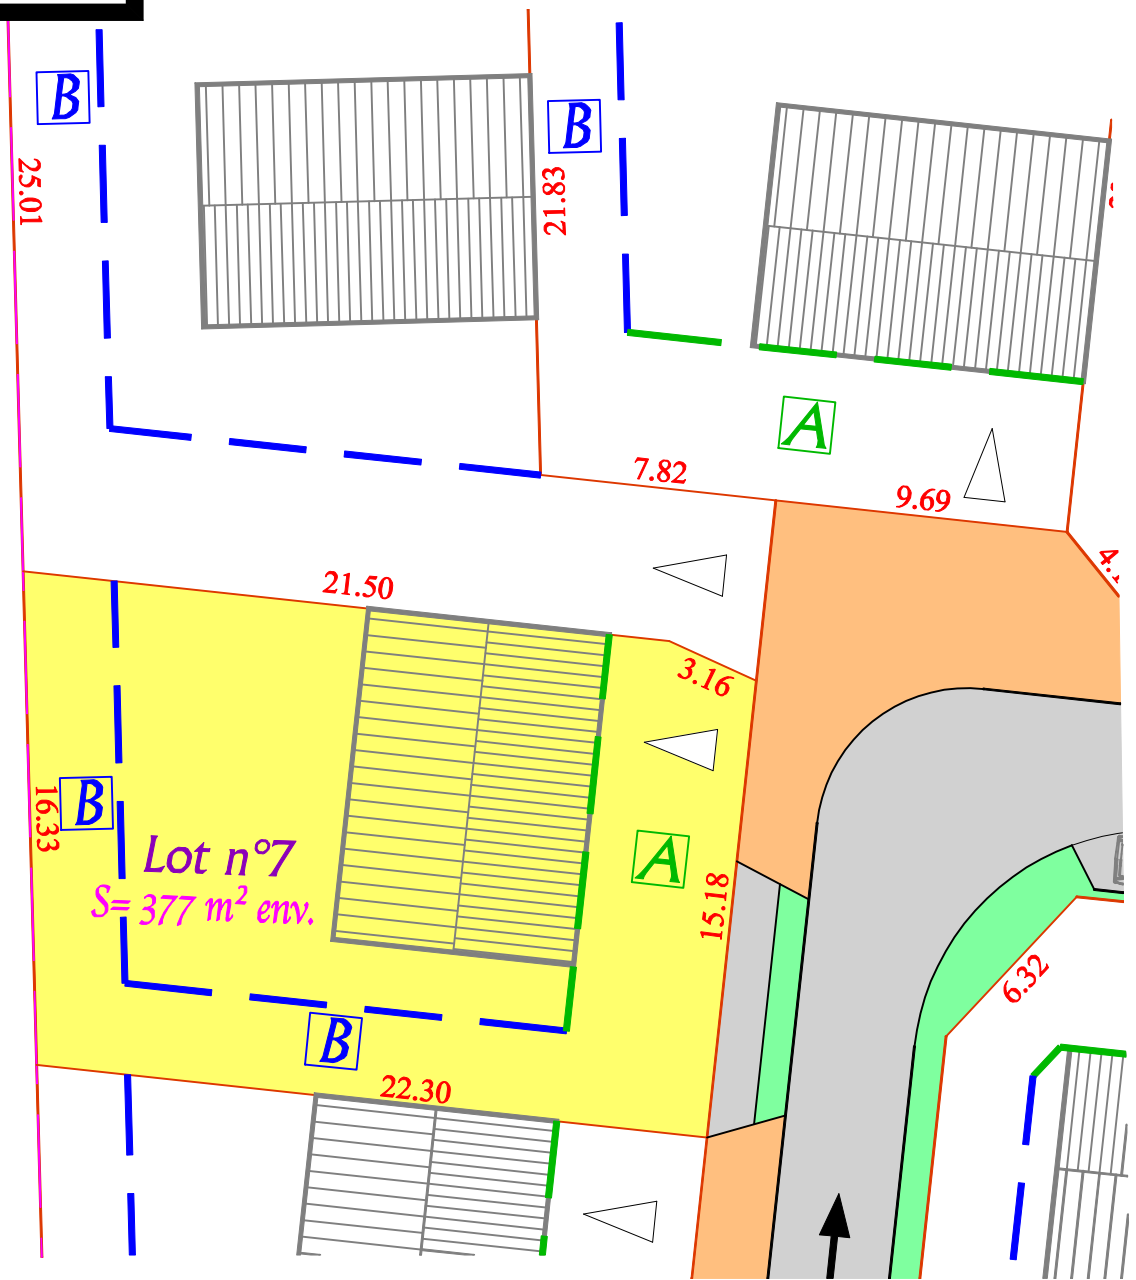 B
B
25.01
21.83
A
7.82
9.69
21.50
3.16
B
16.33
Lot n°7
S= 377 m² env.
A
15.18
6.32
B
22.30